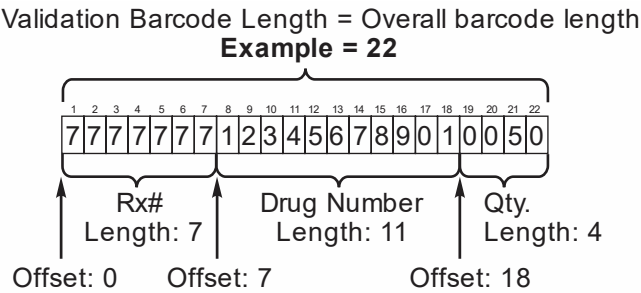 Validation Barcode Length = Overall barcode length
Example = 22
1 2 3 4 5 6 7 8 9 10 11 12 13 14 15 16 17 18 19 20 21 22
7 7 7 7 7 7 7 1 2 3 4 5 6 7 8 9 0 1 0 0 5 0
Rx# Drug Number Qty.
Length: 7 Length: 11 Length: 4
Offset: 0 Offset: 7 Offset: 18